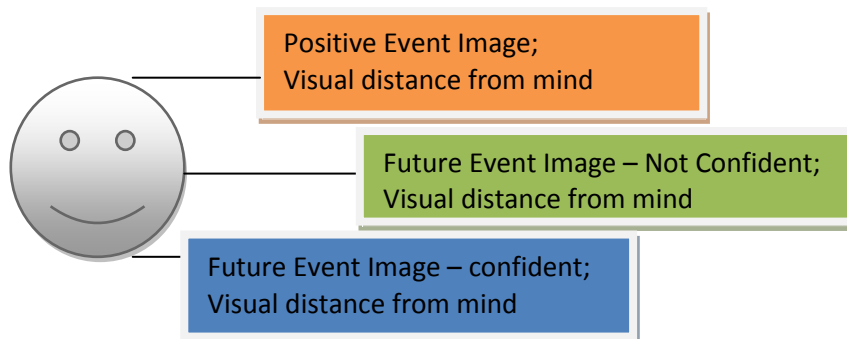 Positive Event Image;
Visual distance from mind
Future Event Image – Not Confident;
Visual distance from mind
Future Event Image – confident;
Visual distance from mind